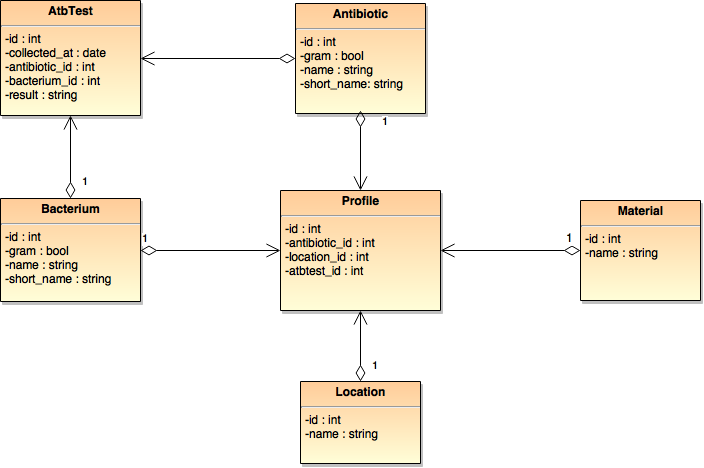 AtbTest
-id : int
-collected_at : date
-antibiotic_id : int
-bacterium_id : int
-result : string
Antibiotic
-id : int
-gram : bool
-name : string
-short_name: string
1
1
Bacterium
-id : int
-gram : bool
-name : string
-short_name : string
1
Profile
-id : int
-antibiotic_id : int
-location_id : int
-atbtest_id : int
1
Material
-id : int
-name : string
1
Location
-id : int
-name : string